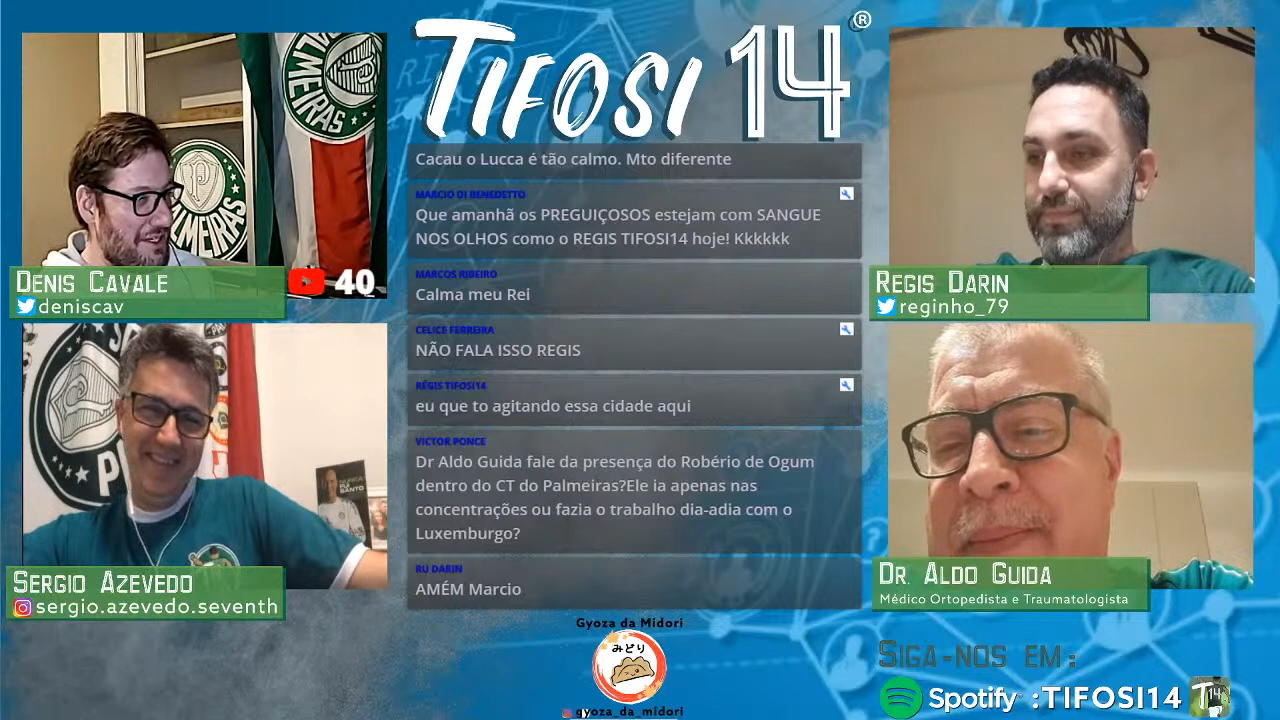 TIFOSI 14®
PALMEIRAS
PALMEIRAS
DENIS CAVALE
deniscav
40
REGIS DARIN
reginho_79
Cacau o Lucca é tão calmo. Mto diferente
MARCIO DI BENEDETTO
Que amanhã os PREGUIÇOSOS estejam com SANGUE
NOS OLHOS como o REGIS TIFOSI14 hoje! Kkkkkk
MARCOS RIBEIRO
Calma meu Rei
CELICE FERREIRA
NÃO FALA ISSO REGIS
RÉGIS TIFOSI14
eu que to agitando essa cidade aqui
VICTOR PONCE
Dr Aldo Guida fale da presença do Robério de Ogum
dentro do CT do Palmeiras?Ele ia apenas nas
concentrações ou fazia o trabalho dia-adia com o
Luxemburgo?
RU DARIN
AMÉM Marcio
SERGIO AZEVEDO
sergio.azevedo.seventh
DR. ALDO GUIDA
Médico Ortopedista e Traumatologista
Gyoza da Midori
みどり
gyoza_da_midori
SIGA-NOS EM:
Spotify :TIFOSI14